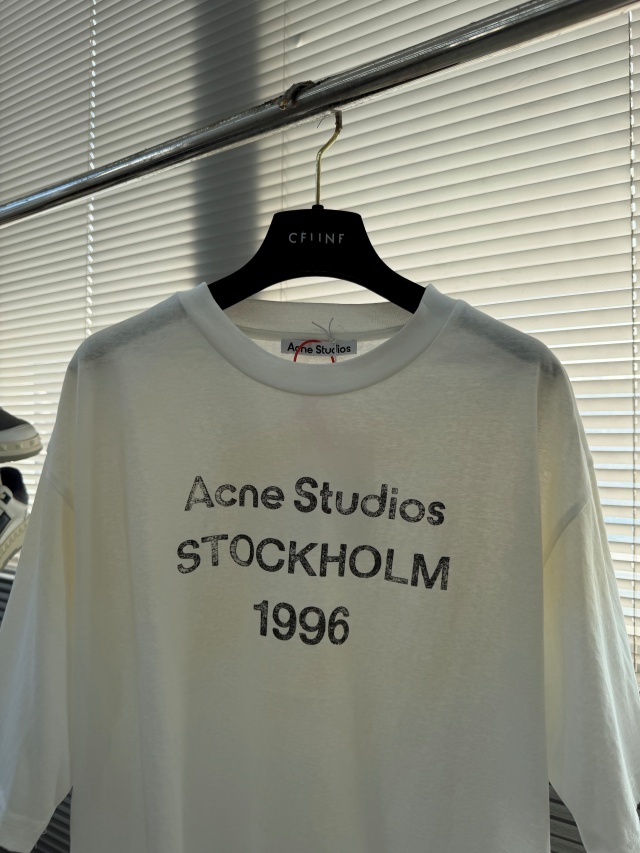 CELINE
Acne Studios
Acne Studios
STOCKHOLM
1996